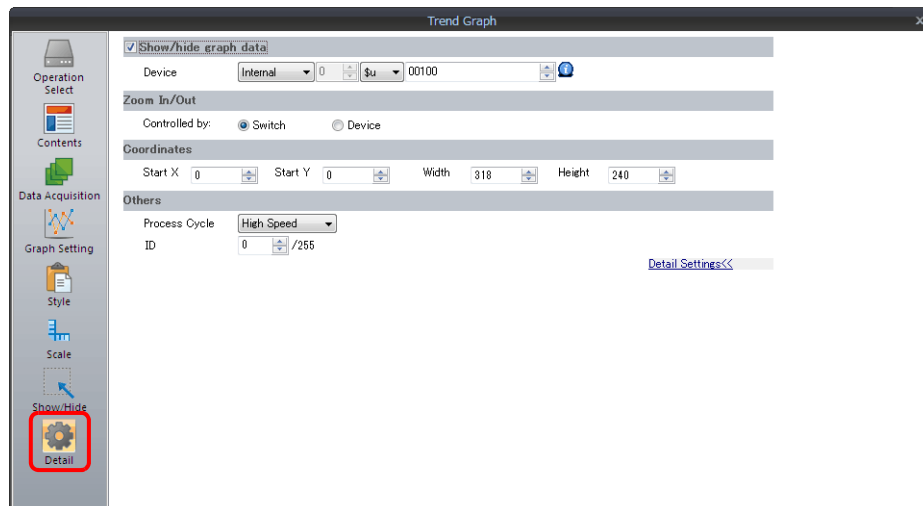 Trend Graph
Operation
Select
Contents
Data Acquisition
Graph Setting
Style
Scale
Show/Hide
Detail
Show/hide graph data
Device Internal 0 $u 00100
Zoom In/Out
Controlled by: Switch Device
Coordinates
Start X 0 Start Y 0 Width 318 Height 240
Others
Process Cycle High Speed
ID 0 /255
Detail Settings<<